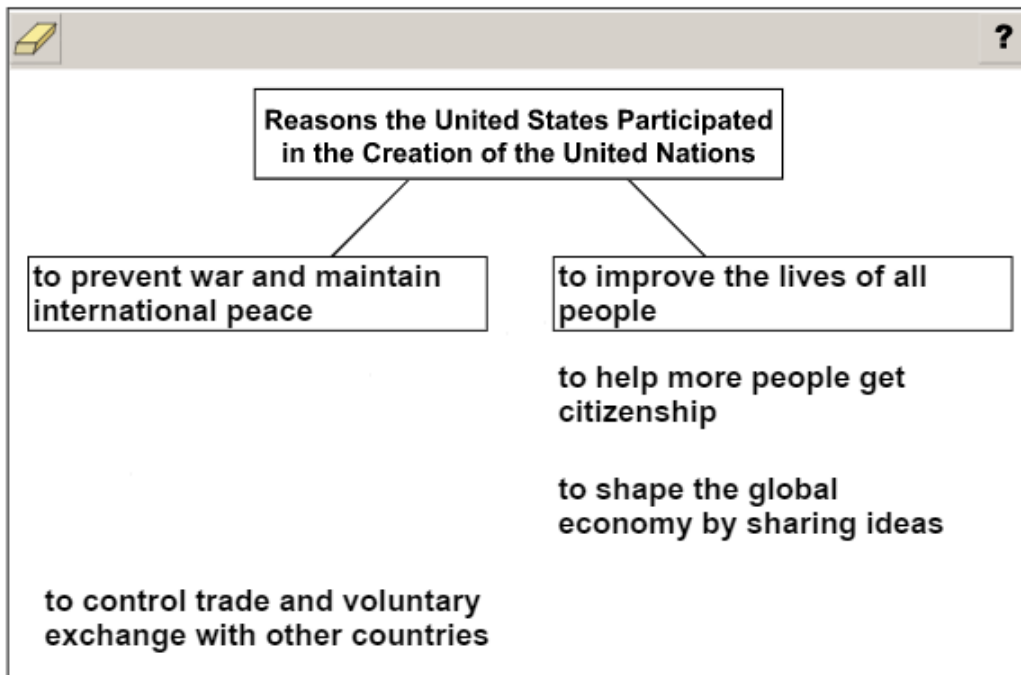 ?
Reasons the United States Participated
in the Creation of the United Nations
to prevent war and maintain
international peace
to improve the lives of all
people
to help more people get
citizenship
to shape the global
economy by sharing ideas
to control trade and voluntary
exchange with other countries